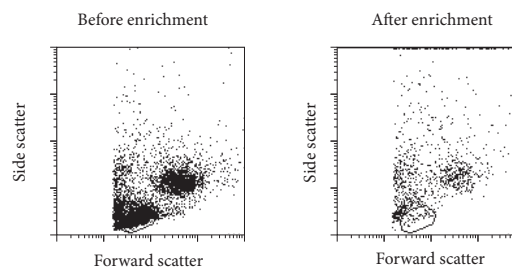 Before enrichment
After enrichment
Side scatter
Forward scatter
Side scatter
Forward scatter